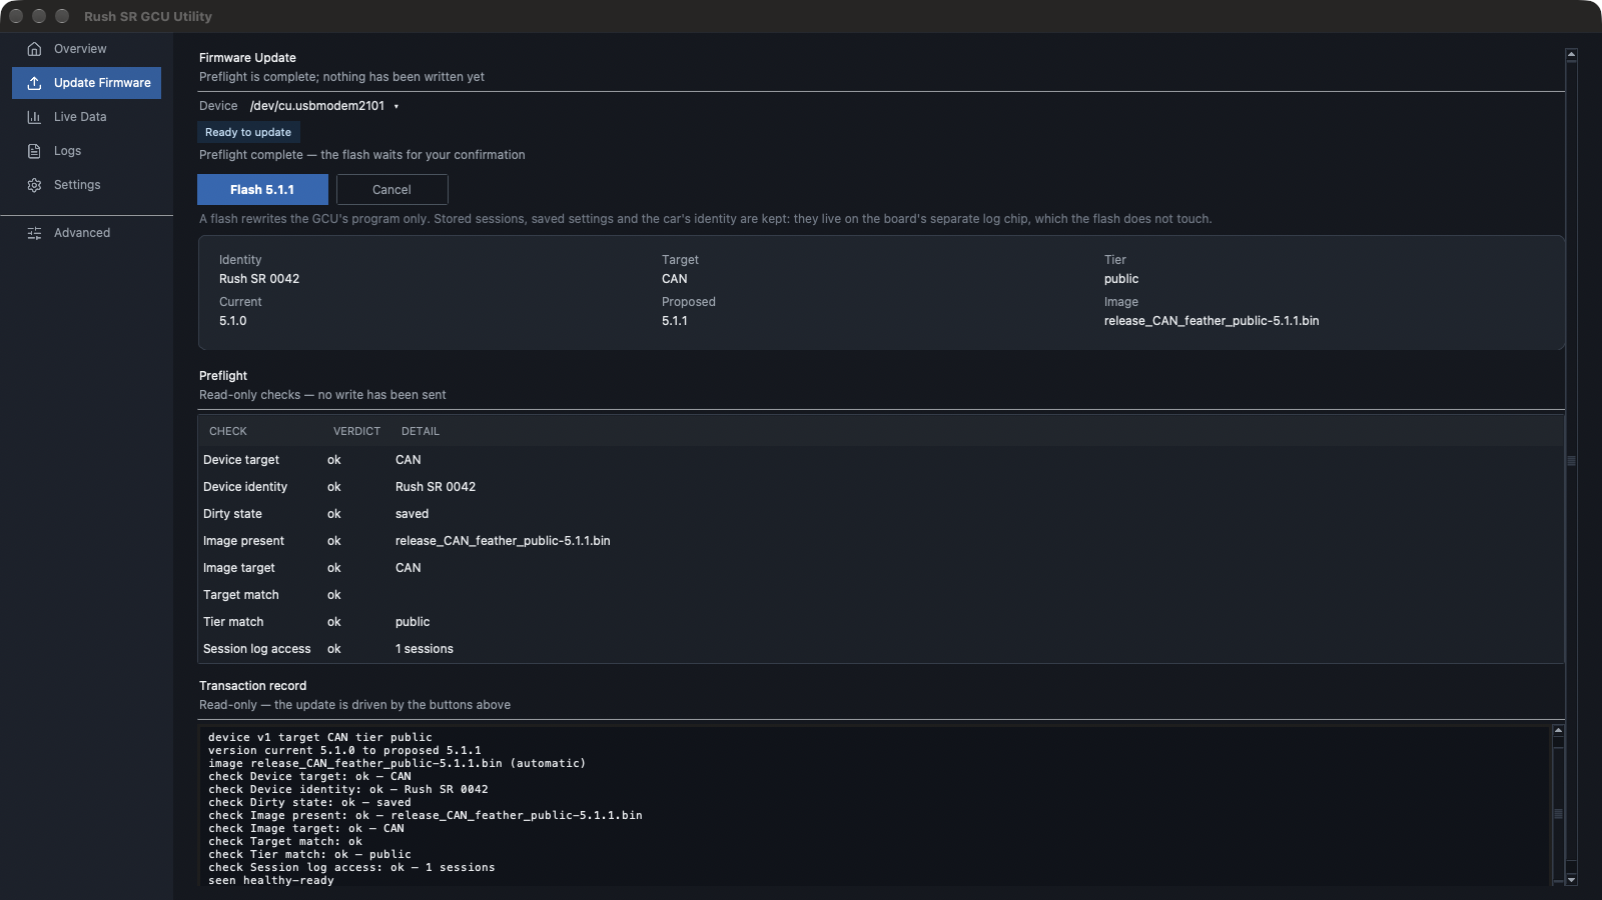 Rush SR GCU Utility
Overview
Update Firmware
Live Data
Logs
Settings
Advanced
Firmware Update
Preflight is complete; nothing has been written yet
Device /dev/cu.usbmodem2101
Ready to update
Preflight complete — the flash waits for your confirmation
Flash 5.1.1 Cancel
A flash rewrites the GCU's program only. Stored sessions, saved settings and the car's identity are kept: they live on the board's separate log chip, which the flash does not touch.
Identity Target Tier
Rush SR 0042 CAN public
Current Proposed Image
5.1.0 5.1.1 release_CAN_feather_public-5.1.1.bin
Preflight
Read-only checks — no write has been sent
CHECK VERDICT DETAIL
Device target ok CAN
Device identity ok Rush SR 0042
Dirty state ok saved
Image present ok release_CAN_feather_public-5.1.1.bin
Image target ok CAN
Target match ok
Tier match ok public
Session log access ok 1 sessions
Transaction record
Read-only — the update is driven by the buttons above
device v1 target CAN tier public
version current 5.1.0 to proposed 5.1.1
image release_CAN_feather_public-5.1.1.bin (automatic)
check Device target: ok — CAN
check Device identity: ok — Rush SR 0042
check Dirty state: ok — saved
check Image present: ok — release_CAN_feather_public-5.1.1.bin
check Image target: ok — CAN
check Target match: ok
check Tier match: ok — public
check Session log access: ok — 1 sessions
seen healthy-ready